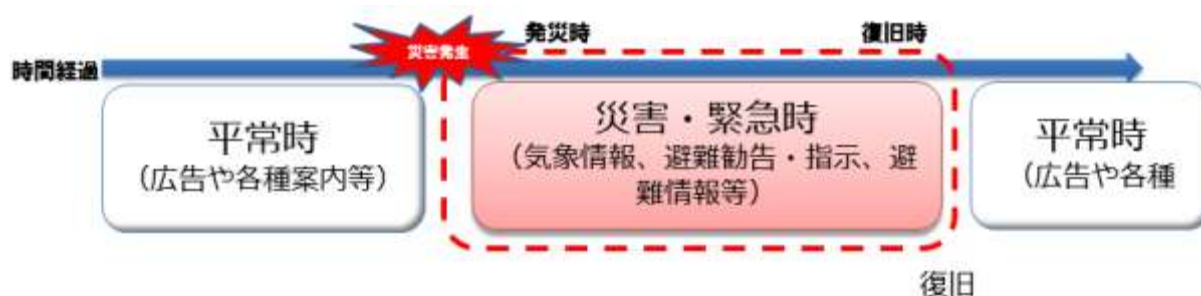 災害発生
発災時
復旧時
時間経過
平常時
（広告や各種案内等）
災害・緊急時
（気象情報、避難勧告・指示、避
難情報等）
平常時
（広告や各種
復旧